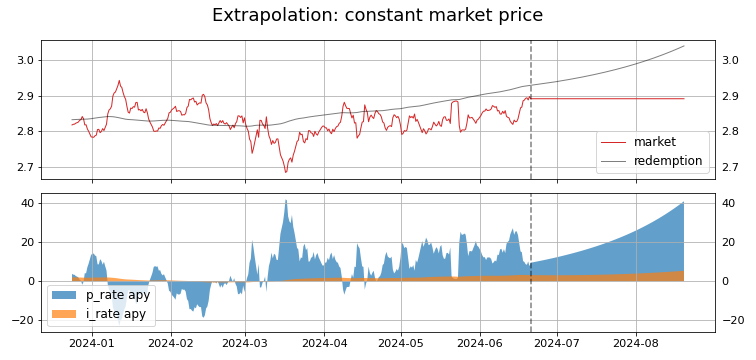 Extrapolation: constant market price
3.0 3.0
2.9 2.9
2.8 2.8
2.7 2.7
market
redemption
40 40
20 20
0 0
−20 −20
p_rate apy
i_rate apy
2024-01 2024-02 2024-03 2024-04 2024-05 2024-06 2024-07 2024-08